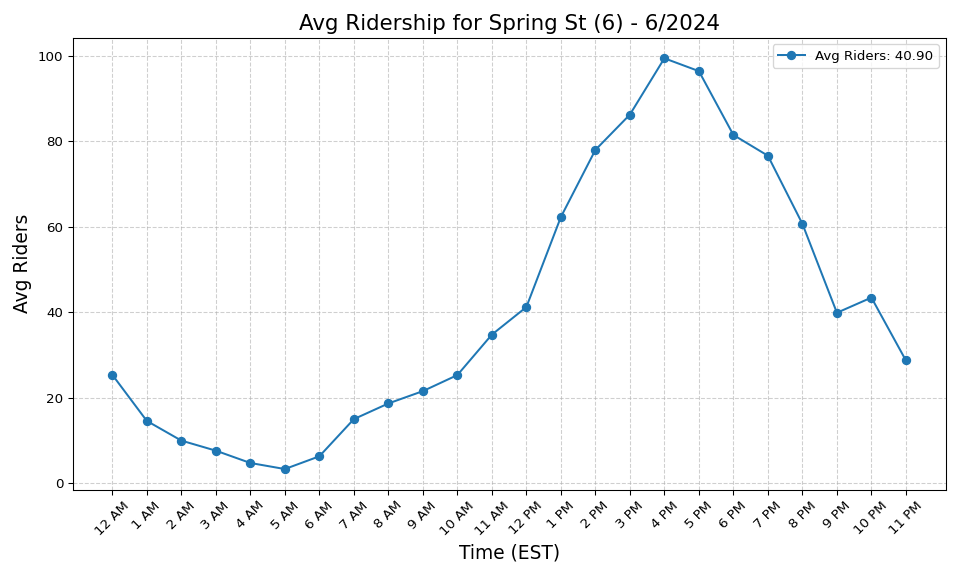 Avg Ridership for Spring St (6) - 6/2024
Avg Riders: 40.90
Avg Riders
100
80
60
40
20
0
12 AM
1 AM
2 AM
3 AM
4 AM
5 AM
6 AM
7 AM
8 AM
9 AM
10 AM
11 AM
12 PM
1 PM
2 PM
3 PM
4 PM
5 PM
6 PM
7 PM
8 PM
9 PM
10 PM
11 PM
Time (EST)